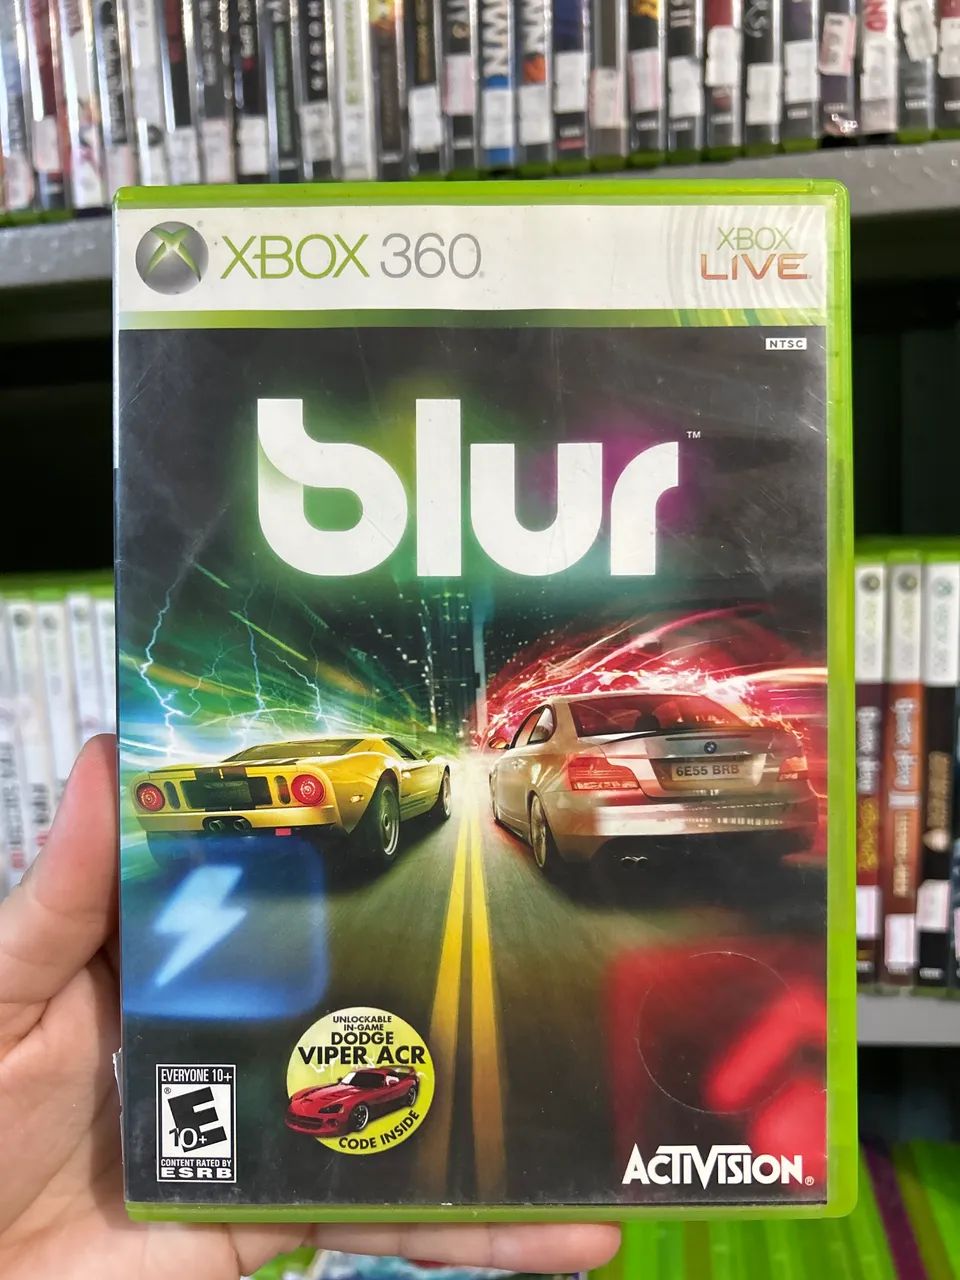 XBOX 360
XBOX
LIVE
NTSC
blur™
6E55 BRB
UNLOCKABLE
IN-GAME
DODGE
VIPER ACR
CODE INSIDE
EVERYONE 10+
®
E
10+
CONTENT RATED BY
ESRB
ACTIVISION®